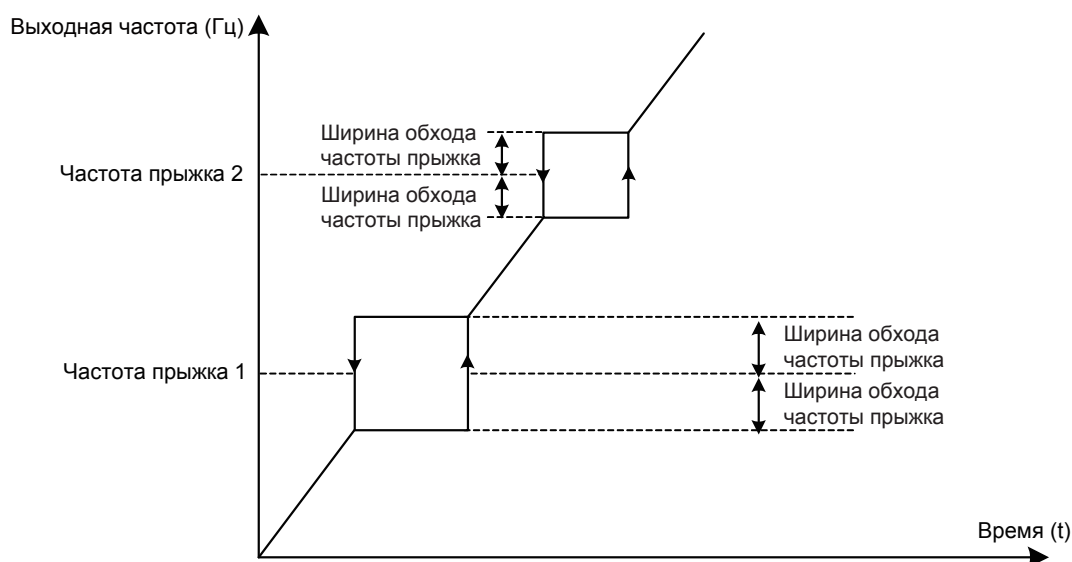 Выходная частота (Гц)
Ширина обхода
частоты прыжка
Частота прыжка 2
Ширина обхода
частоты прыжка
Ширина обхода
частоты прыжка
Частота прыжка 1
Ширина обхода
частоты прыжка
Время (t)